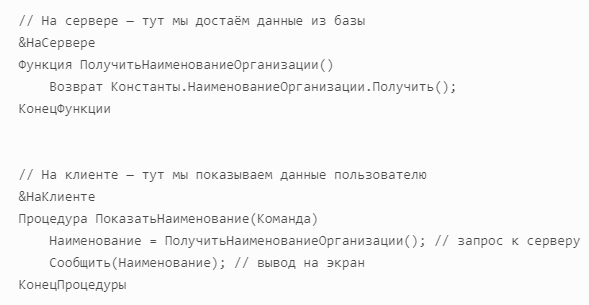 // На сервере — тут мы достаём данные из базы
&НаСервере
Функция ПолучитьНаименованиеОрганизации()
    Возврат Константы.НаименованиеОрганизации.Получить();
КонецФункции
// На клиенте — тут мы показываем данные пользователю
&НаКлиенте
Процедура ПоказатьНаименование(Команда)
    Наименование = ПолучитьНаименованиеОрганизации(); // запрос к серверу
    Сообщить(Наименование); // вывод на экран
КонецПроцедуры